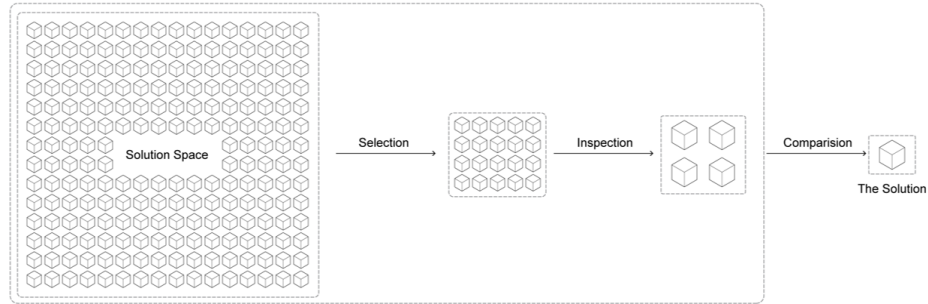 Solution Space
Selection
Inspection
Comparision
The Solution